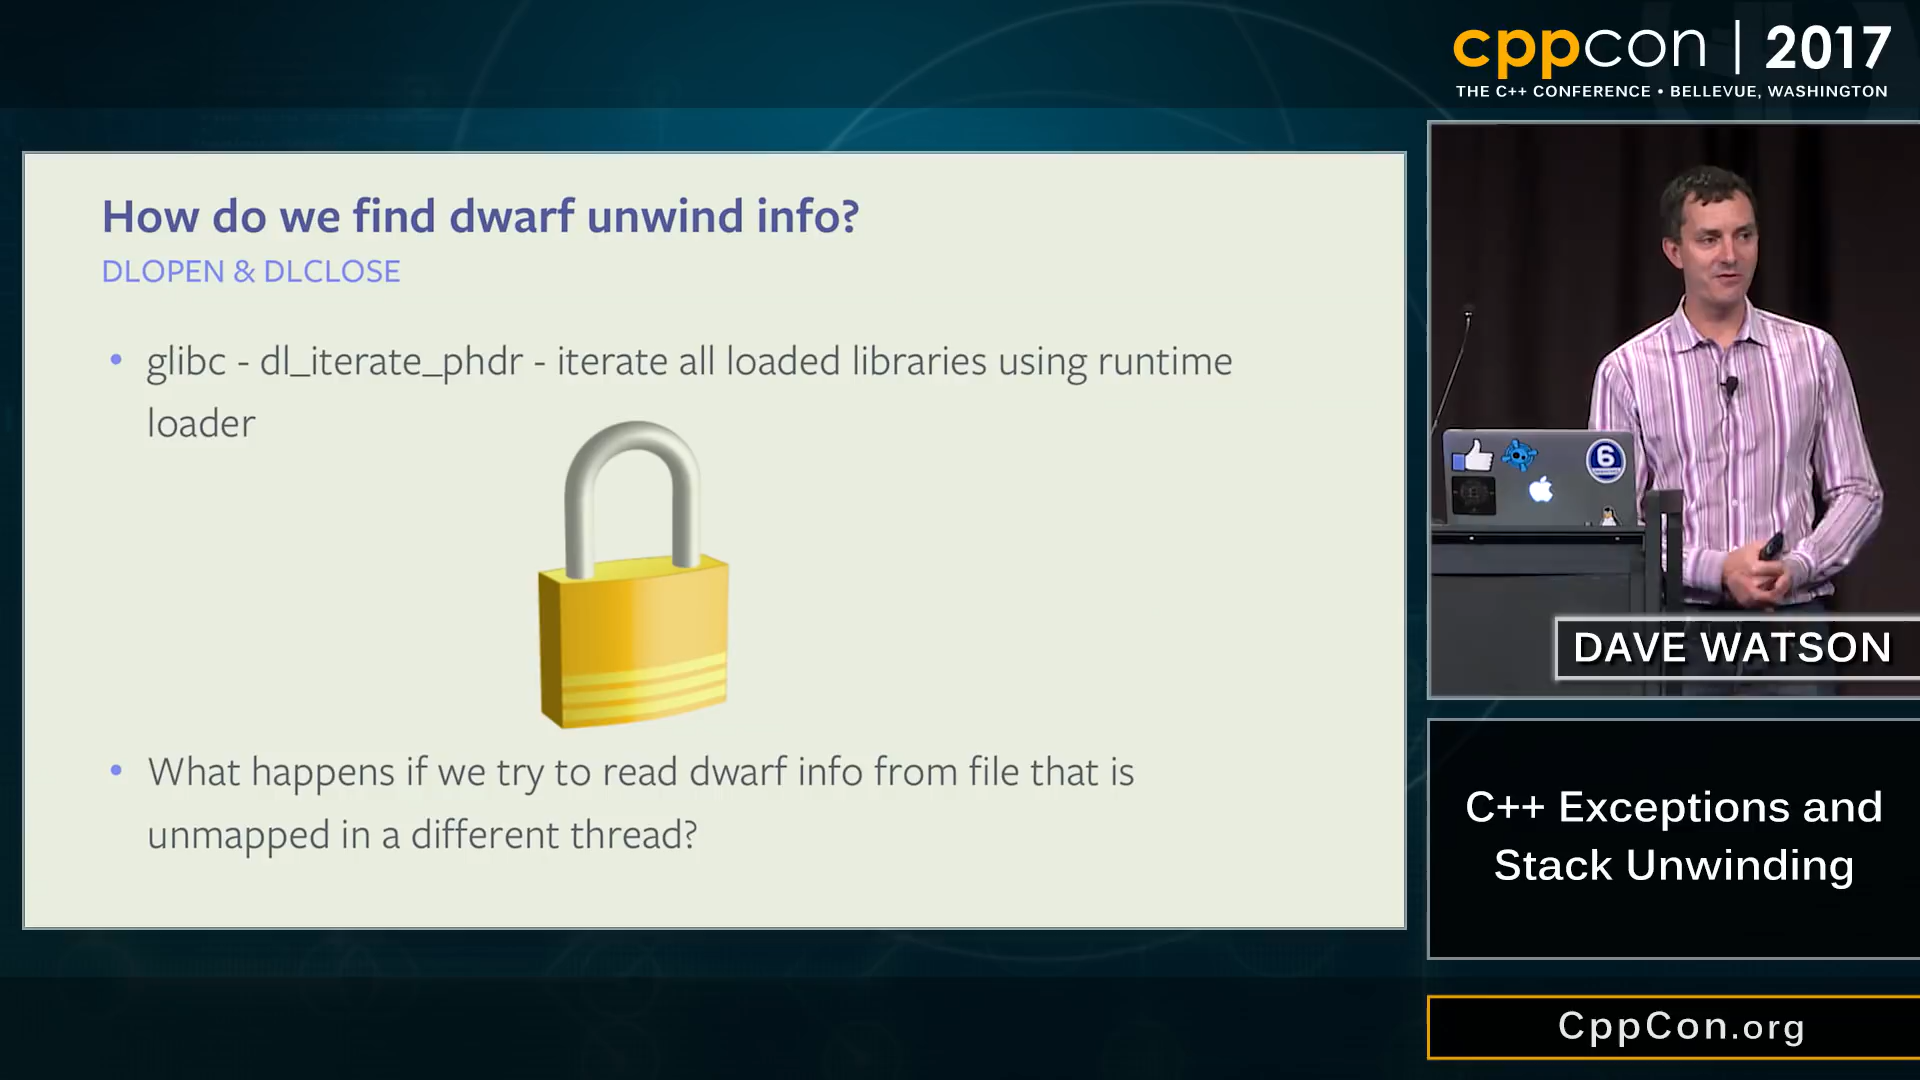 cppcon | 2017
THE C++ CONFERENCE • BELLEVUE, WASHINGTON
How do we find dwarf unwind info?
DLOPEN & DLCLOSE
• glibc - dl_iterate_phdr - iterate all loaded libraries using runtime
loader
• What happens if we try to read dwarf info from file that is
unmapped in a different thread?
6
DAVE WATSON
C++ Exceptions and
Stack Unwinding
CppCon.org